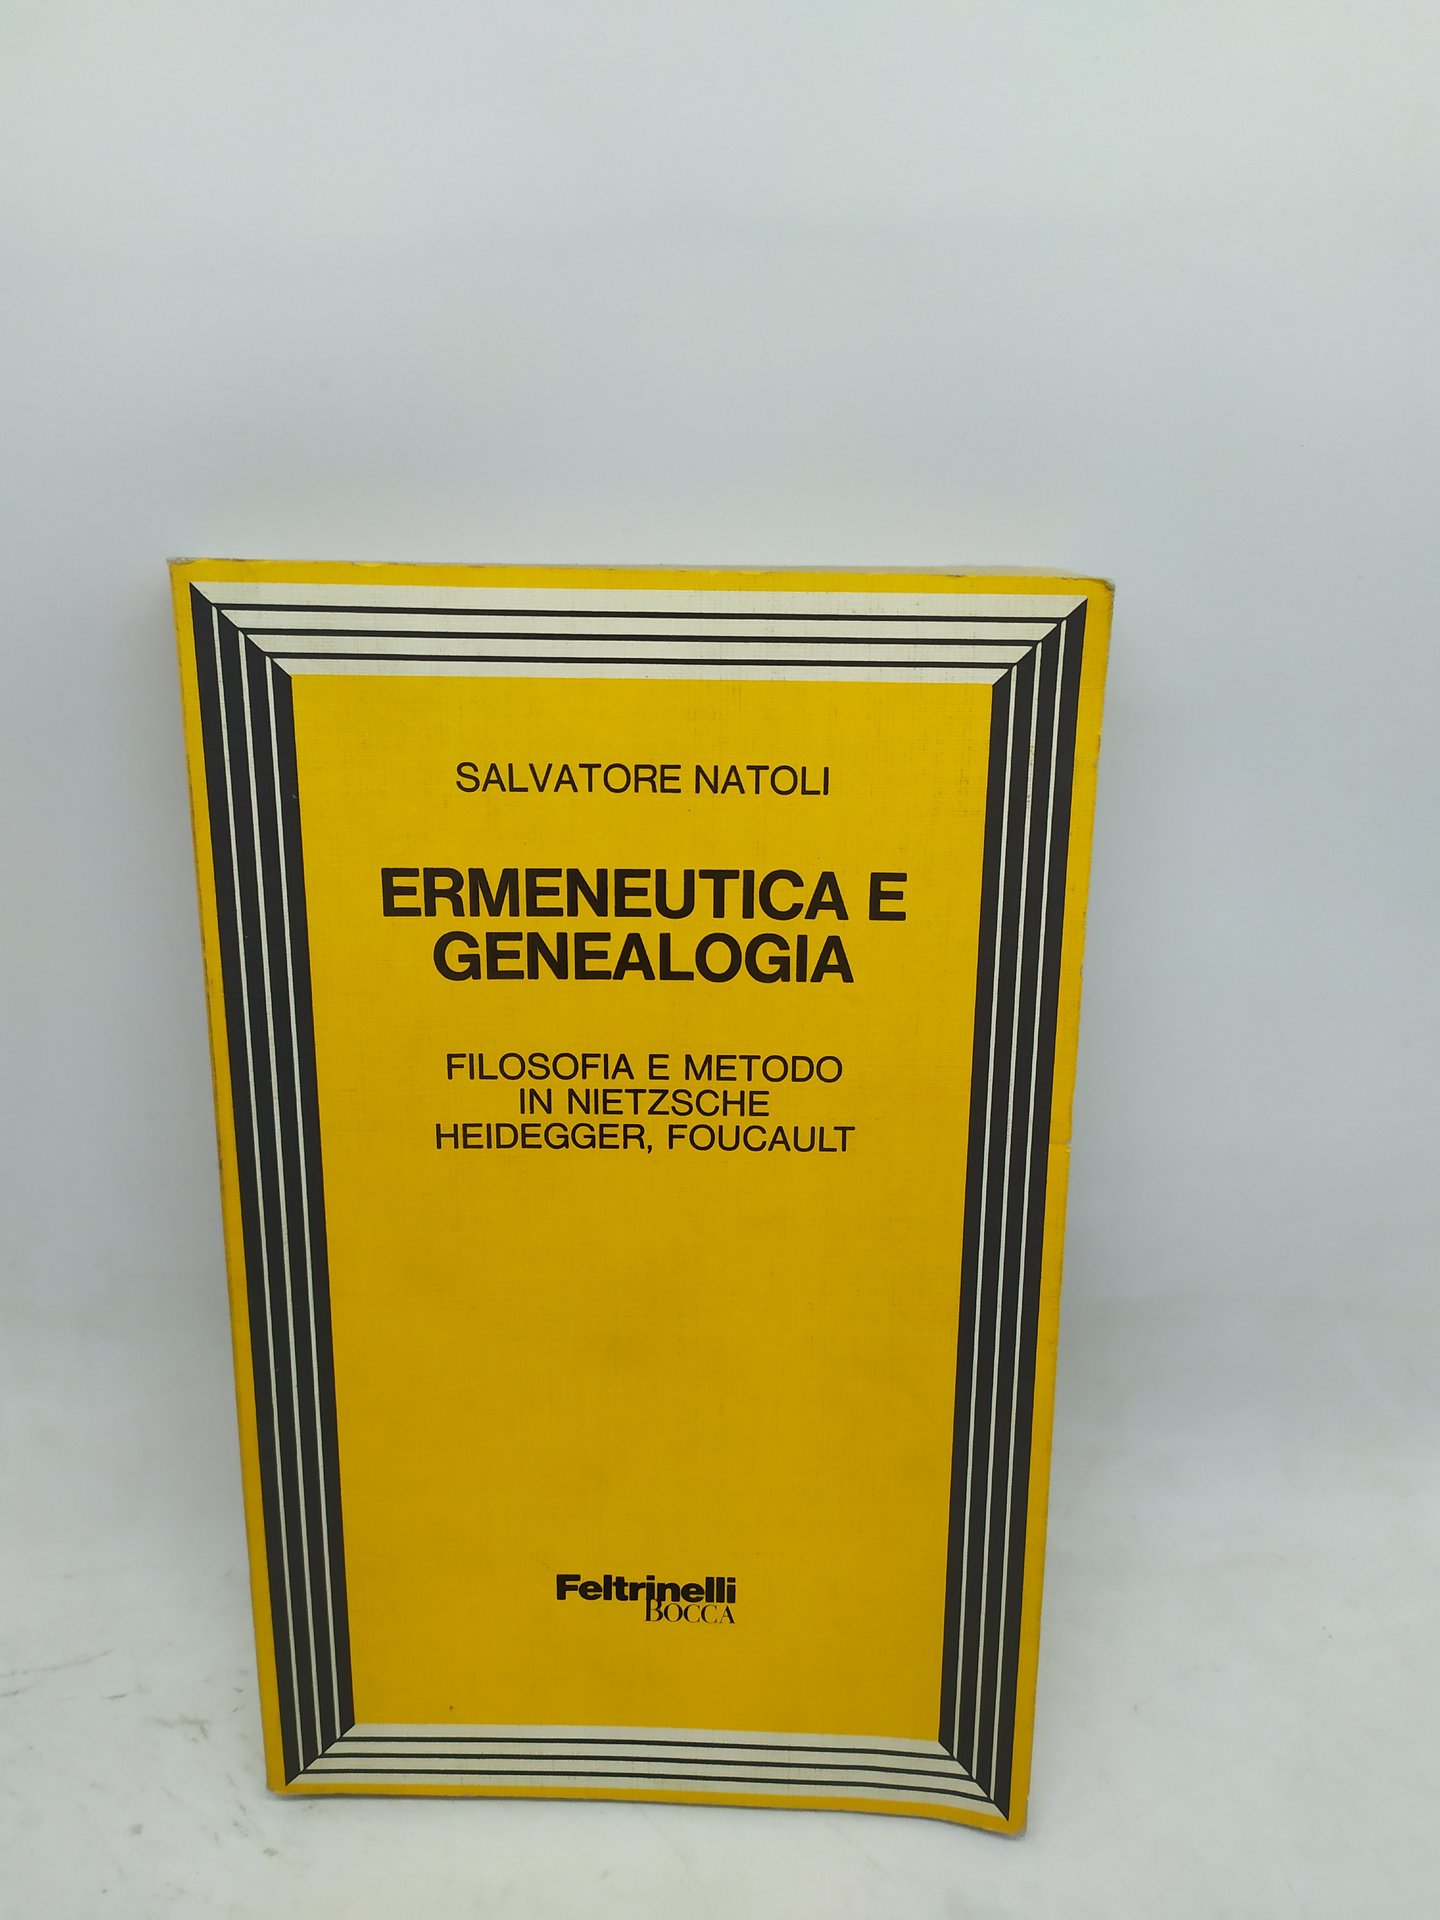 SALVATORE NATOLI
ERMENEUTICA E
GENEALOGIA
FILOSOFIA E METODO
IN NIETZSCHE
HEIDEGGER, FOUCAULT
Feltrinelli
BOCCA